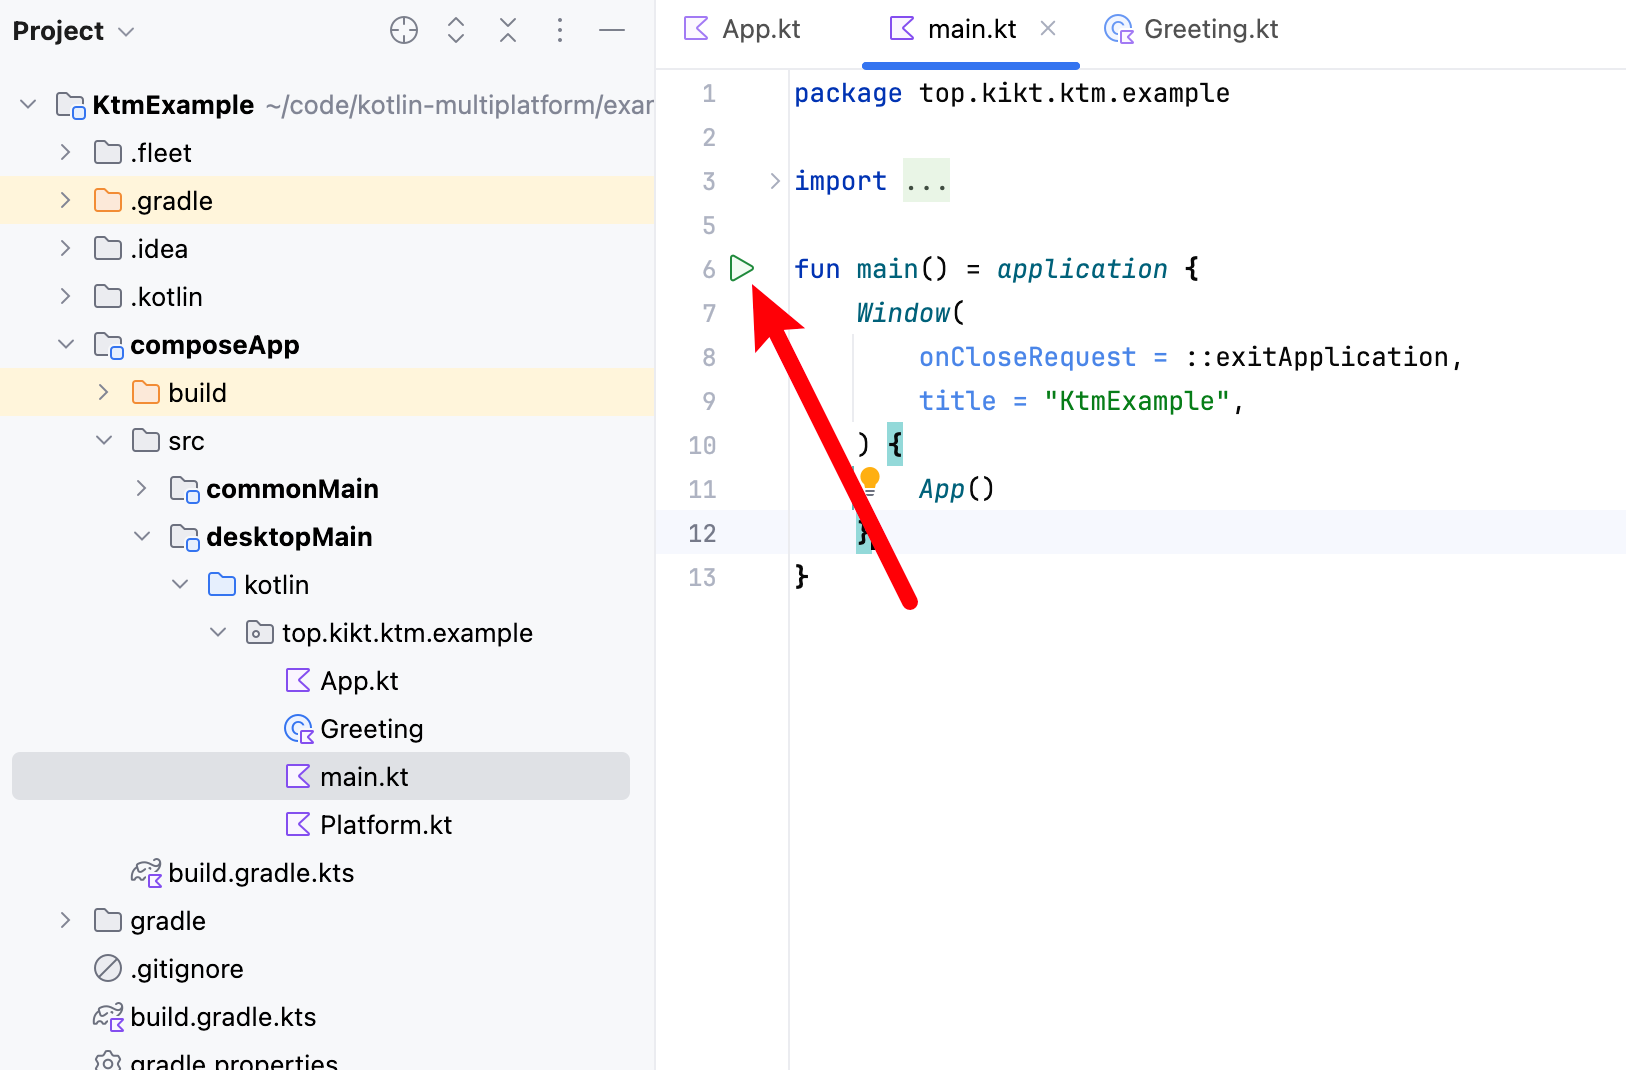 Project
KtmExample ~/code/kotlin-multiplatform/exar
.fleet
.gradle
.idea
.kotlin
composeApp
build
src
commonMain
desktopMain
kotlin
top.kikt.ktm.example
App.kt
Greeting
main.kt
Platform.kt
build.gradle.kts
gradle
.gitignore
build.gradle.kts
gradle.properties
App.kt main.kt Greeting.kt
1 package top.kikt.ktm.example
2
3 import ...
5
6 fun main() = application {
7 Window(
8 onCloseRequest = ::exitApplication,
9 title = "KtmExample",
10 ) {
11 App()
12 }
13 }